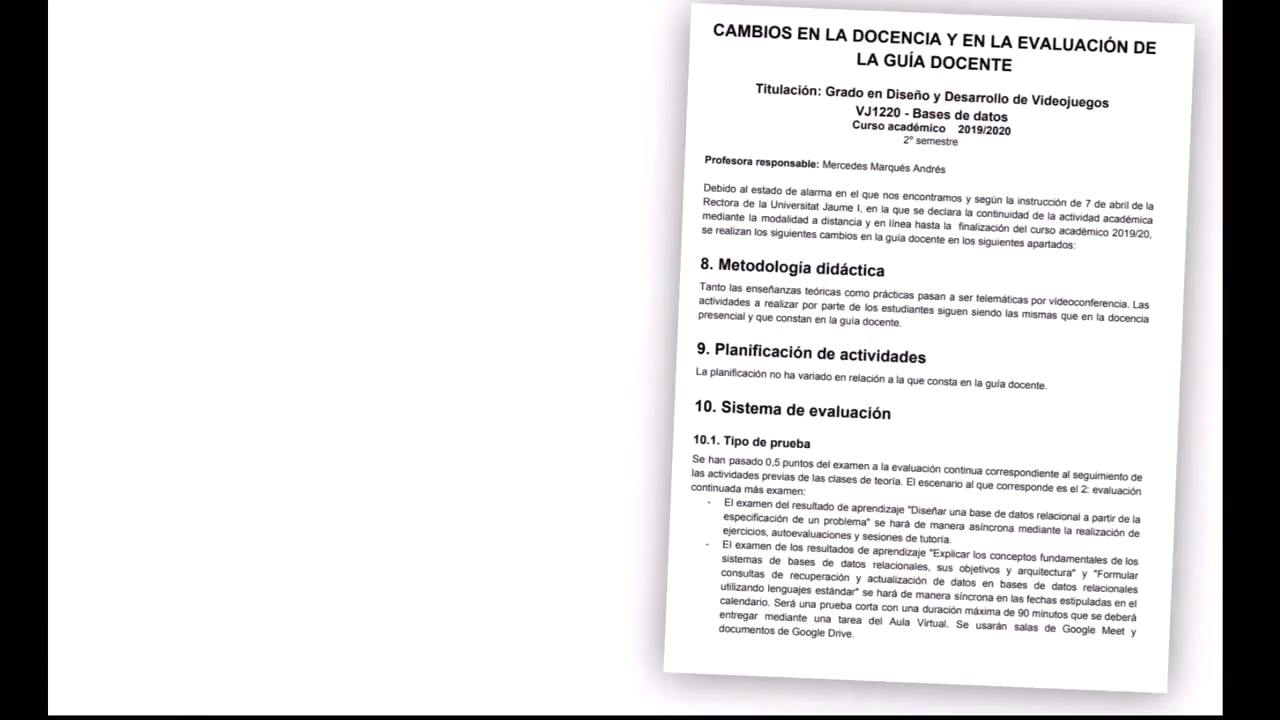 CAMBIOS EN LA DOCENCIA Y EN LA EVALUACIÓN DE
LA GUÍA DOCENTE
Titulación: Grado en Diseño y Desarrollo de Videojuegos
VJ1220 - Bases de datos
Curso académico 2019/2020
2º semestre
Profesora responsable: Mercedes Marqués Andrés
Debido al estado de alarma en el que nos encontramos y según la instrucción de 7 de abril de la
Rectora de la Universitat Jaume I, en la que se declara la continuidad de la actividad académica
mediante la modalidad a distancia y en línea hasta la finalización del curso académico 2019/20,
se realizan los siguientes cambios en la guía docente en los siguientes apartados:
8. Metodología didáctica
Tanto las enseñanzas teóricas como prácticas pasan a ser telemáticas por vídeoconferencia. Las
actividades a realizar por parte de los estudiantes siguen siendo las mismas que en la docencia
presencial y que constan en la guía docente.
9. Planificación de actividades
La planificación no ha variado en relación a la que consta en la guía docente.
10. Sistema de evaluación
10.1. Tipo de prueba
Se han pasado 0,5 puntos del examen a la evaluación continua correspondiente al seguimiento de
las actividades previas de las clases de teoría. El escenario al que corresponde es el 2: evaluación
continuada más examen:
- El examen del resultado de aprendizaje "Diseñar una base de datos relacional a partir de la
especificación de un problema" se hará de manera asíncrona mediante la realización de
ejercicios, autoevaluaciones y sesiones de tutoría.
- El examen de los resultados de aprendizaje "Explicar los conceptos fundamentales de los
sistemas de bases de datos relacionales, sus objetivos y arquitectura" y "Formular
consultas de recuperación y actualización de datos en bases de datos relacionales
utilizando lenguajes estándar" se hará de manera síncrona en las fechas estipuladas en el
calendario. Será una prueba corta con una duración máxima de 90 minutos que se deberá
entregar mediante una tarea del Aula Virtual. Se usarán salas de Google Meet y
documentos de Google Drive.